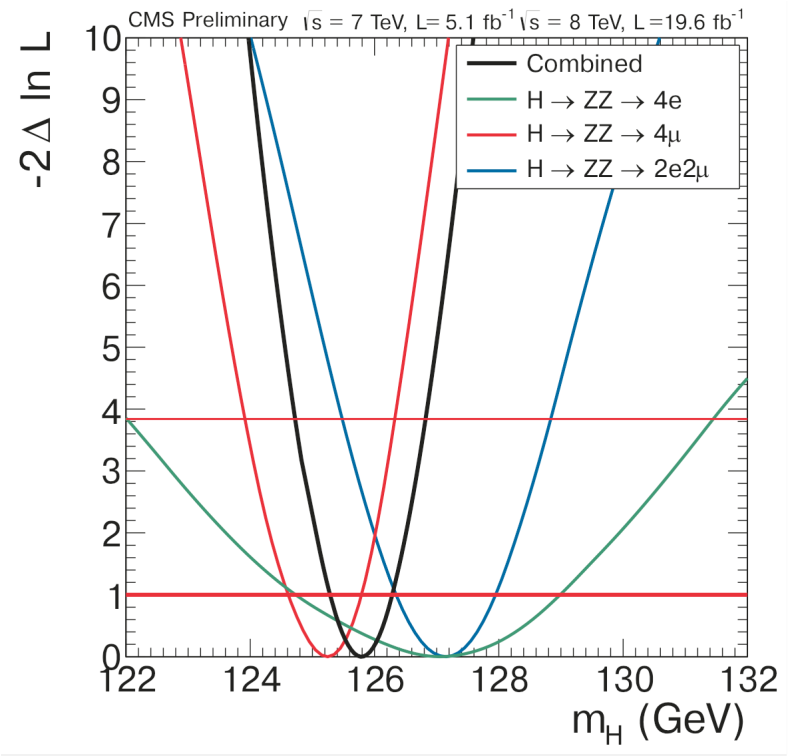 CMS Preliminary √s = 7 TeV, L= 5.1 fb⁻¹ √s = 8 TeV, L =19.6 fb⁻¹
-2 Δ ln L
10
9
8
7
6
5
4
3
2
1
0
Combined
H → ZZ → 4e
H → ZZ → 4μ
H → ZZ → 2e2μ
122 124 126 128 130 132
m_H (GeV)